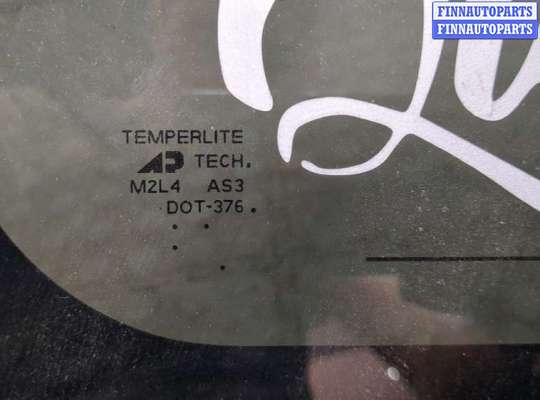 FINNAUTOPARTS
FINNAUTOPARTS
TEMPERLITE
AP TECH.
M2L4 AS3
DOT-376.